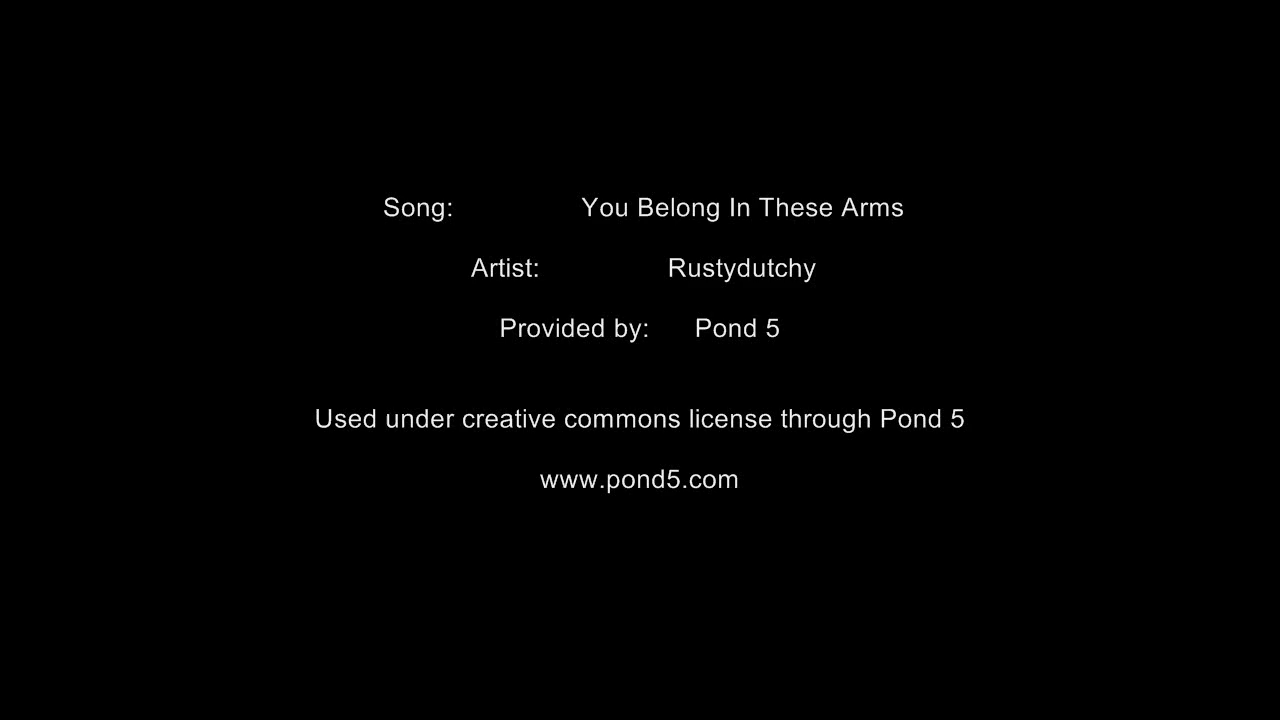 Song: You Belong In These Arms
Artist: Rustydutchy
Provided by: Pond 5
Used under creative commons license through Pond 5
www.pond5.com